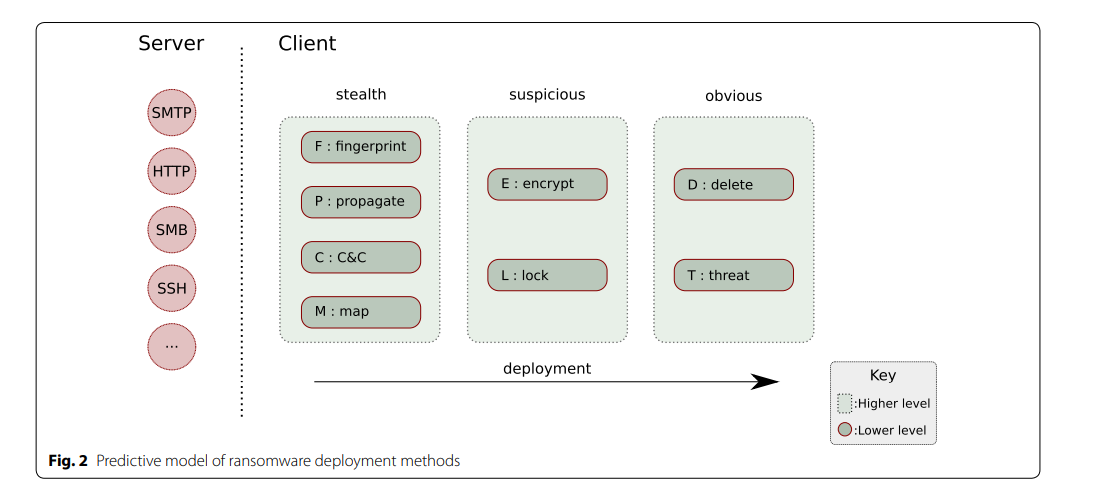 Server
Client
SMTP
HTTP
SMB
SSH
...
stealth
F : fingerprint
P : propagate
C : C&C
M : map
suspicious
E : encrypt
L : lock
obvious
D : delete
T : threat
deployment
Key
:Higher level
:Lower level
Fig. 2 Predictive model of ransomware deployment methods